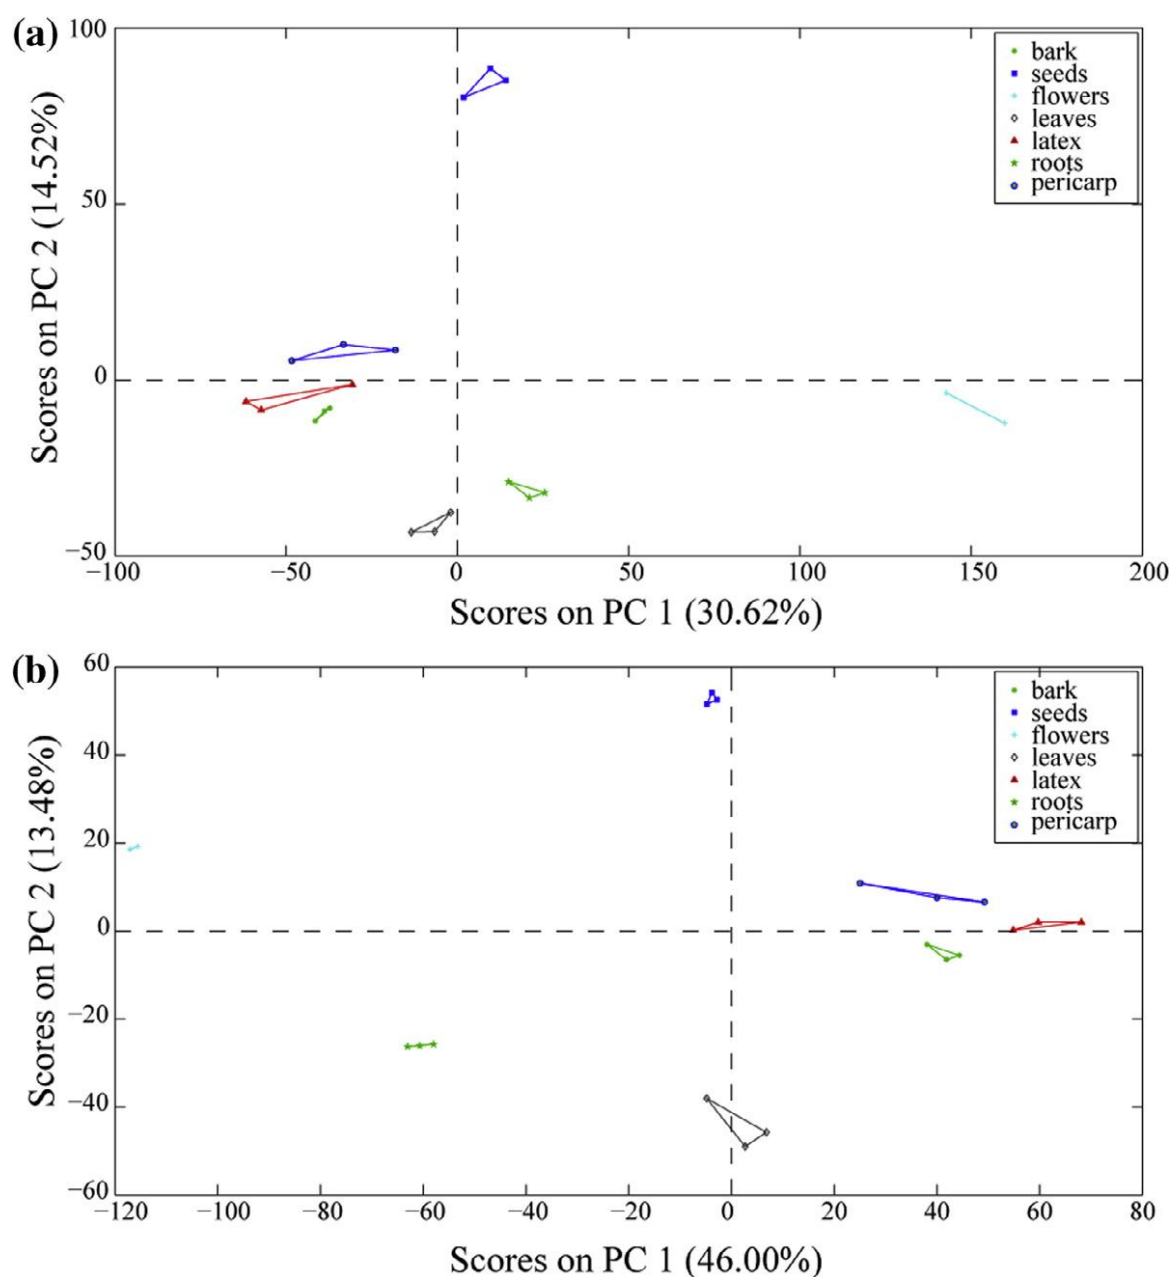 (a)
Scores on PC 2 (14.52%)
100
50
0
−50
bark
seeds
flowers
leaves
latex
roots
pericarp
−100 −50 0 50 100 150 200
Scores on PC 1 (30.62%)
(b)
Scores on PC 2 (13.48%)
60
40
20
0
−20
−40
−60
bark
seeds
flowers
leaves
latex
roots
pericarp
−120 −100 −80 −60 −40 −20 0 20 40 60 80
Scores on PC 1 (46.00%)